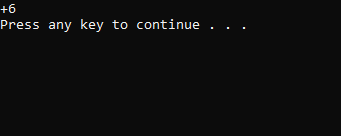 +6
Press any key to continue . . .